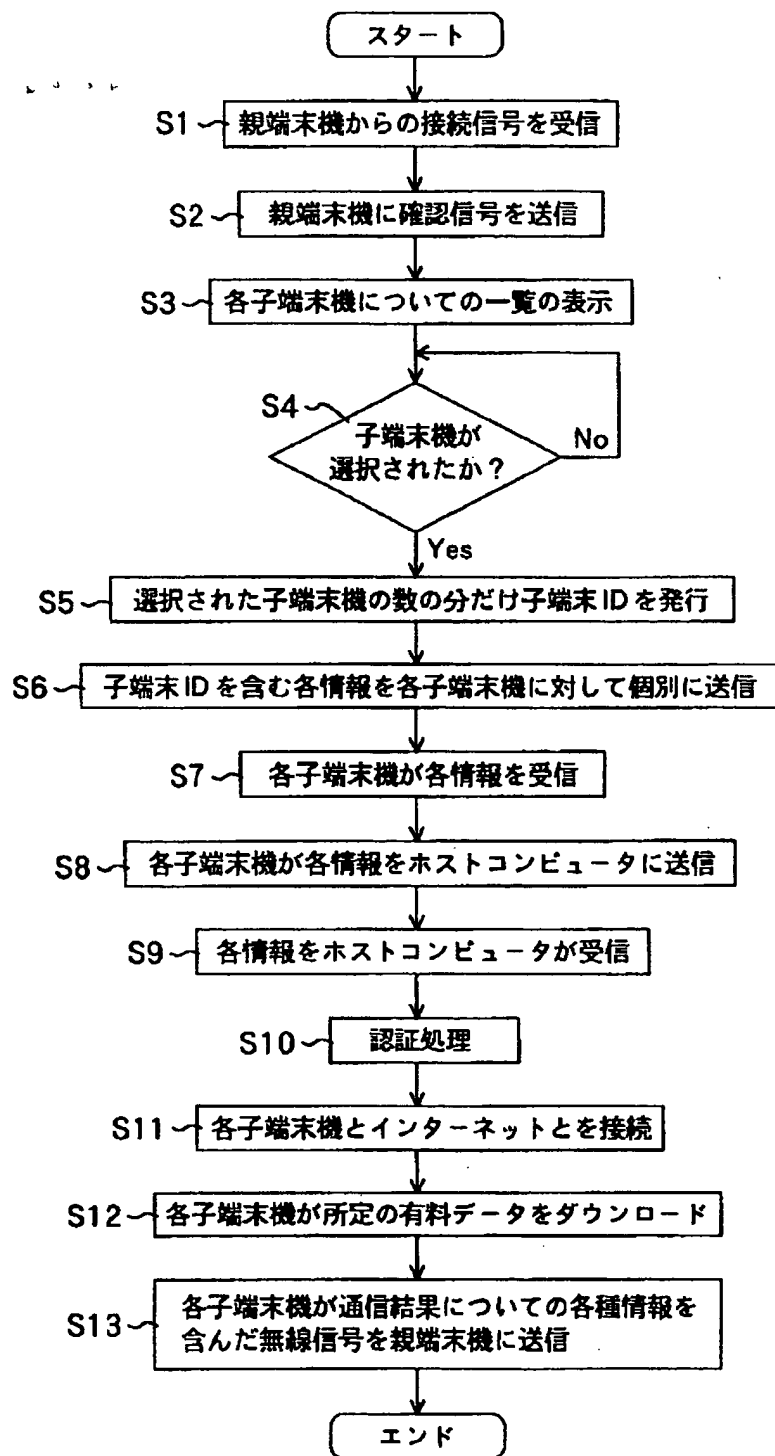 スタート
S1 親端末機からの接続信号を受信
S2 親端末機に確認信号を送信
S3 各子端末機についての一覧の表示
S4
子端末機が
選択されたか？
No
Yes
S5 選択された子端末機の数の分だけ子端末IDを発行
S6 子端末IDを含む各情報を各子端末機に対して個別に送信
S7 各子端末機が各情報を受信
S8 各子端末機が各情報をホストコンピュータに送信
S9 各情報をホストコンピュータが受信
S10 認証処理
S11 各子端末機とインターネットとを接続
S12 各子端末機が所定の有料データをダウンロード
S13 各子端末機が通信結果についての各種情報を
含んだ無線信号を親端末機に送信
エンド